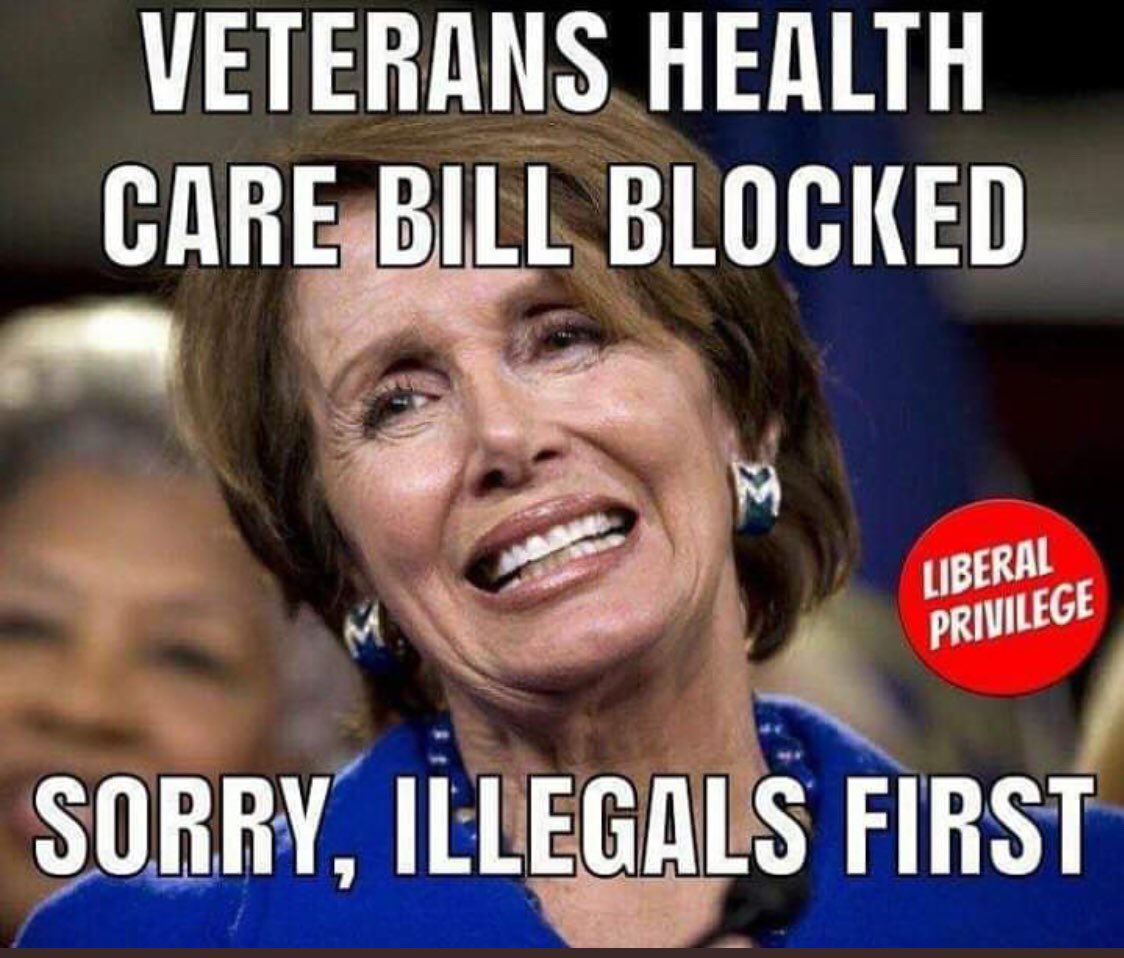 VETERANS HEALTH
CARE BILL BLOCKED
LIBERAL
PRIVILEGE
SORRY, ILLEGALS FIRST